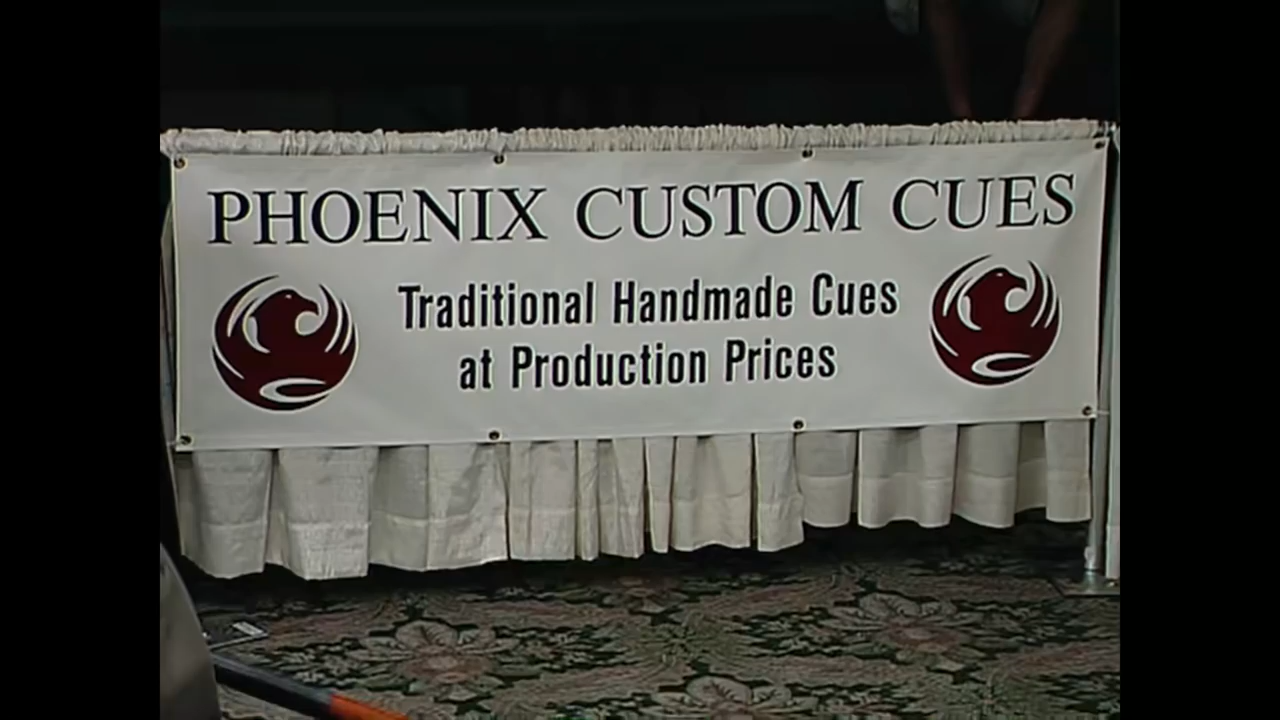 PHOENIX CUSTOM CUES
Traditional Handmade Cues
at Production Prices